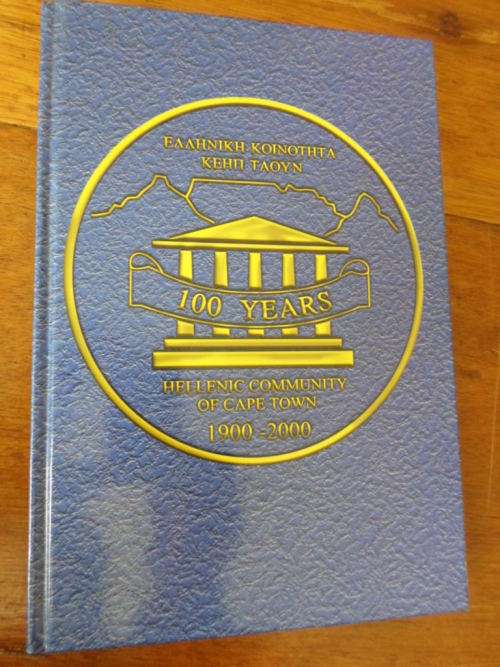 ΕΛΛΗΝΙΚΗ ΚΟΙΝΟΤΗΤΑ
ΚΕΗΠ ΤΑΟΥΝ
100 YEARS
HELLENIC COMMUNITY
OF CAPE TOWN
1900 -2000